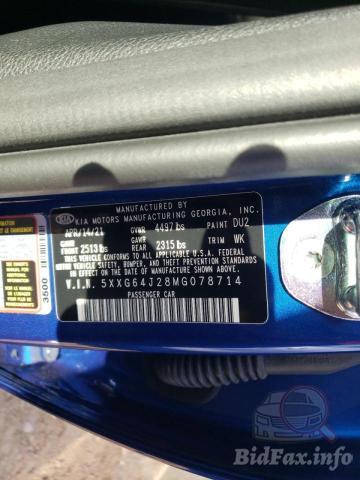 MANUFACTURED BY
KIA KIA MOTORS MANUFACTURING GEORGIA, INC.
APR/14/21 GVWR 4497 lbs PAINT DU2
GAWR FRONT 2513 lbs GAWR REAR 2315 lbs TRIM WK
THIS VEHICLE CONFORMS TO ALL APPLICABLE U.S.A. FEDERAL
MOTOR VEHICLE SAFETY, BUMPER, AND THEFT PREVENTION STANDARDS
IN EFFECT ON THE DATE OF MANUFACTURE SHOWN ABOVE.
V.I.N. 5XXG64J28MG078714
PASSENGER CAR
3500
BidFax.info